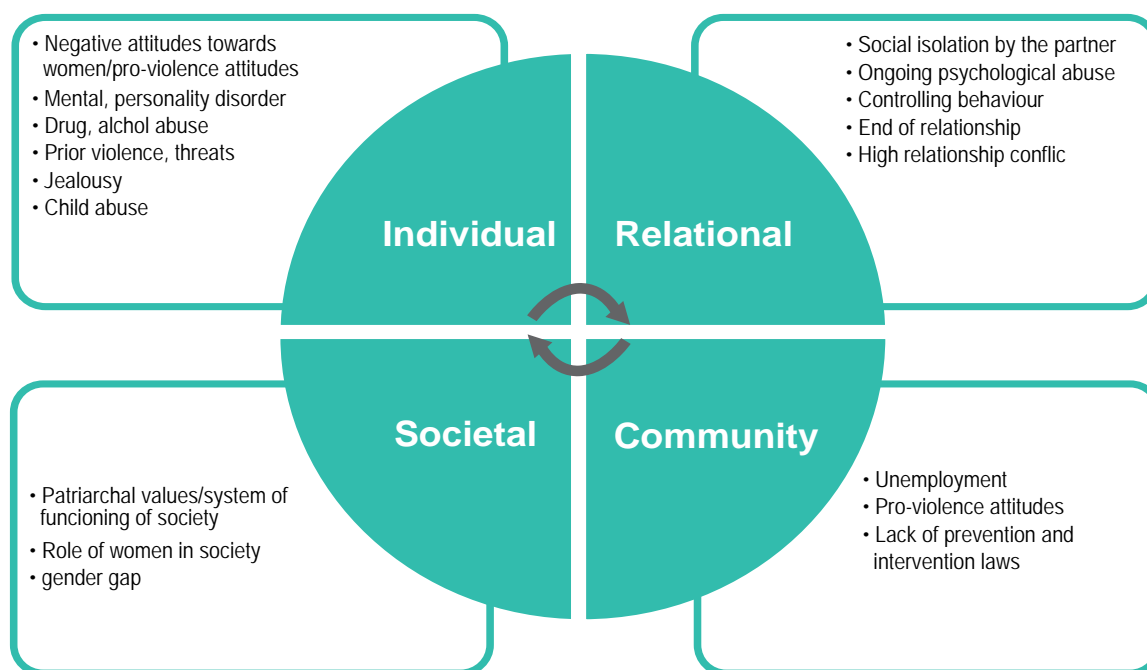 • Negative attitudes towards
women/pro-violence attitudes
• Mental, personality disorder
• Drug, alchol abuse
• Prior violence, threats
• Jealousy
• Child abuse
• Social isolation by the partner
• Ongoing psychological abuse
• Controlling behaviour
• End of relationship
• High relationship conflic
Individual
Relational
Societal
Community
• Patriarchal values/system of
funcioning of society
• Role of women in society
• gender gap
• Unemployment
• Pro-violence attitudes
• Lack of prevention and
intervention laws